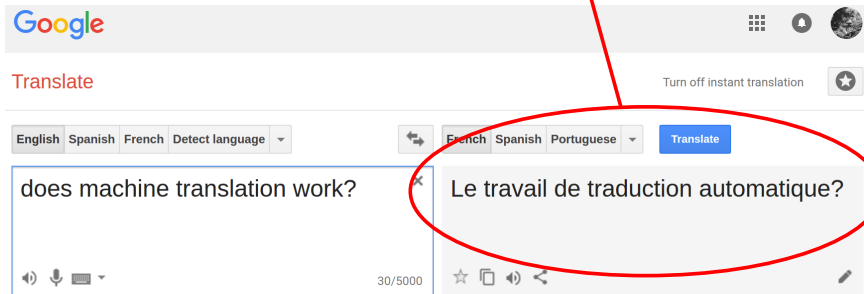 Google
Translate
Turn off instant translation
English Spanish French Detect language
French Spanish Portuguese
Translate
does machine translation work?
Le travail de traduction automatique?
30/5000